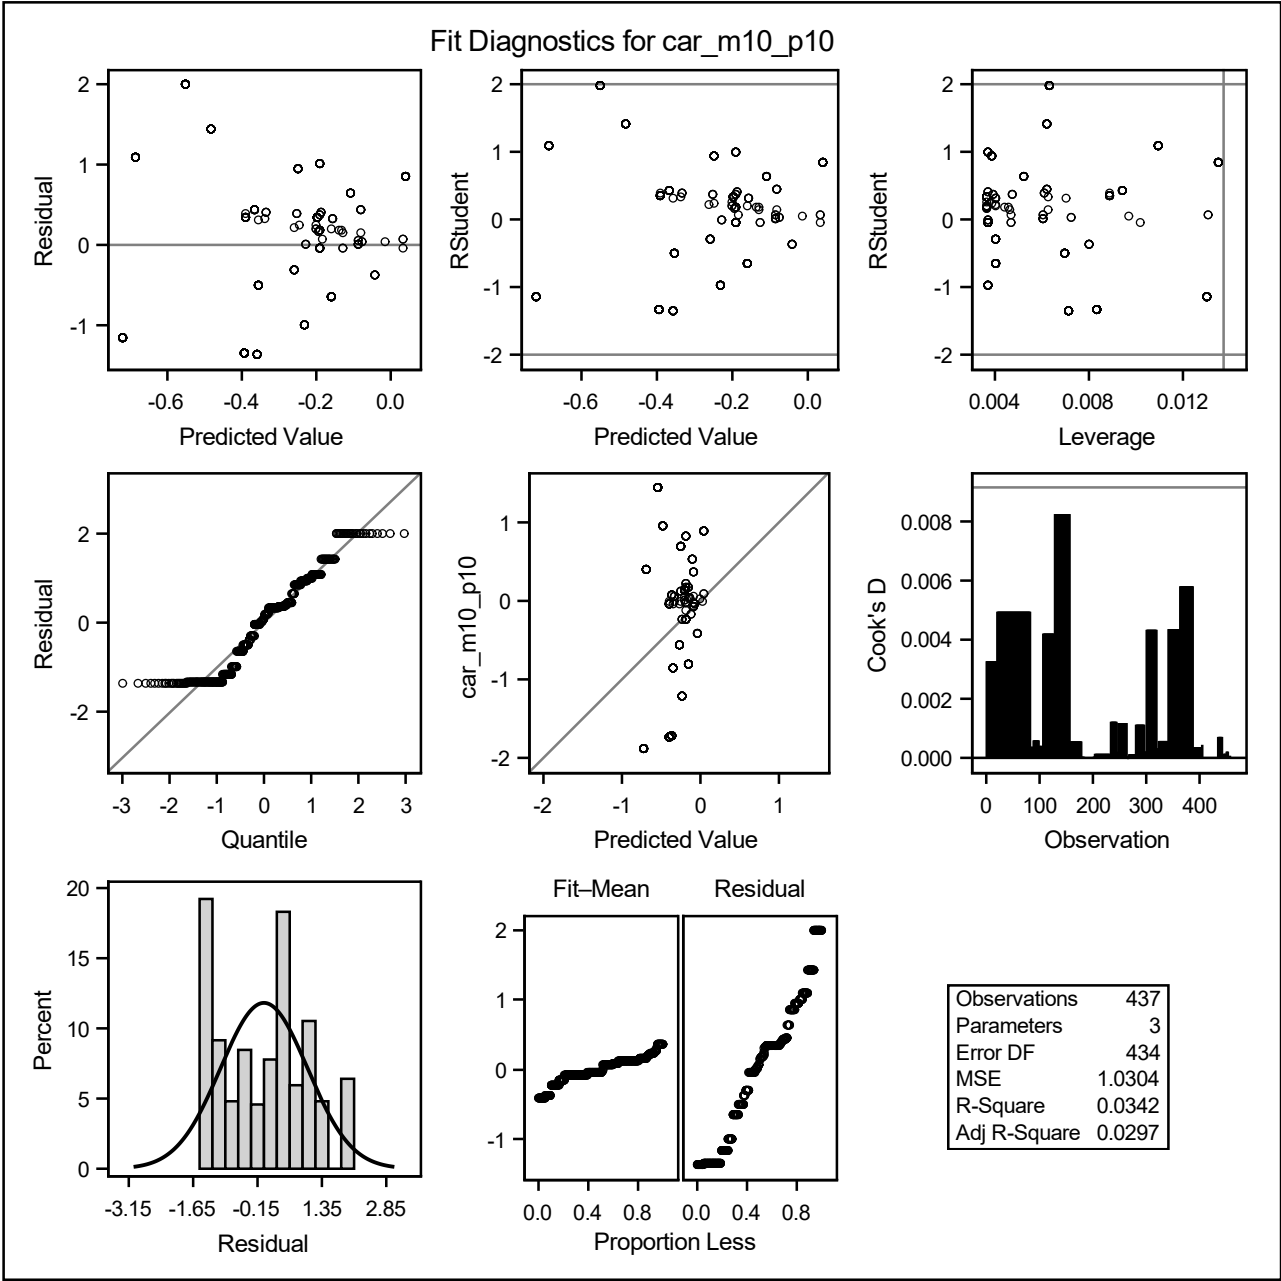 Fit Diagnostics for car_m10_p10
2
1
0
-1
Residual
-0.6 -0.4 -0.2 0.0
Predicted Value
2
1
0
-1
-2
RStudent
-0.6 -0.4 -0.2 0.0
Predicted Value
2
1
0
-1
-2
RStudent
0.004 0.008 0.012
Leverage
2
0
-2
Residual
-3 -2 -1 0 1 2 3
Quantile
1
0
-1
-2
car_m10_p10
-2 -1 0 1
Predicted Value
0.008
0.006
0.004
0.002
0.000
Cook's D
0 100 200 300 400
Observation
20
15
10
5
0
Percent
-3.15 -1.65 -0.15 1.35 2.85
Residual
Fit–Mean Residual
2
1
0
-1
0.0 0.4 0.8 0.0 0.4 0.8
Proportion Less
Observations 437
Parameters 3
Error DF 434
MSE 1.0304
R-Square 0.0342
Adj R-Square 0.0297